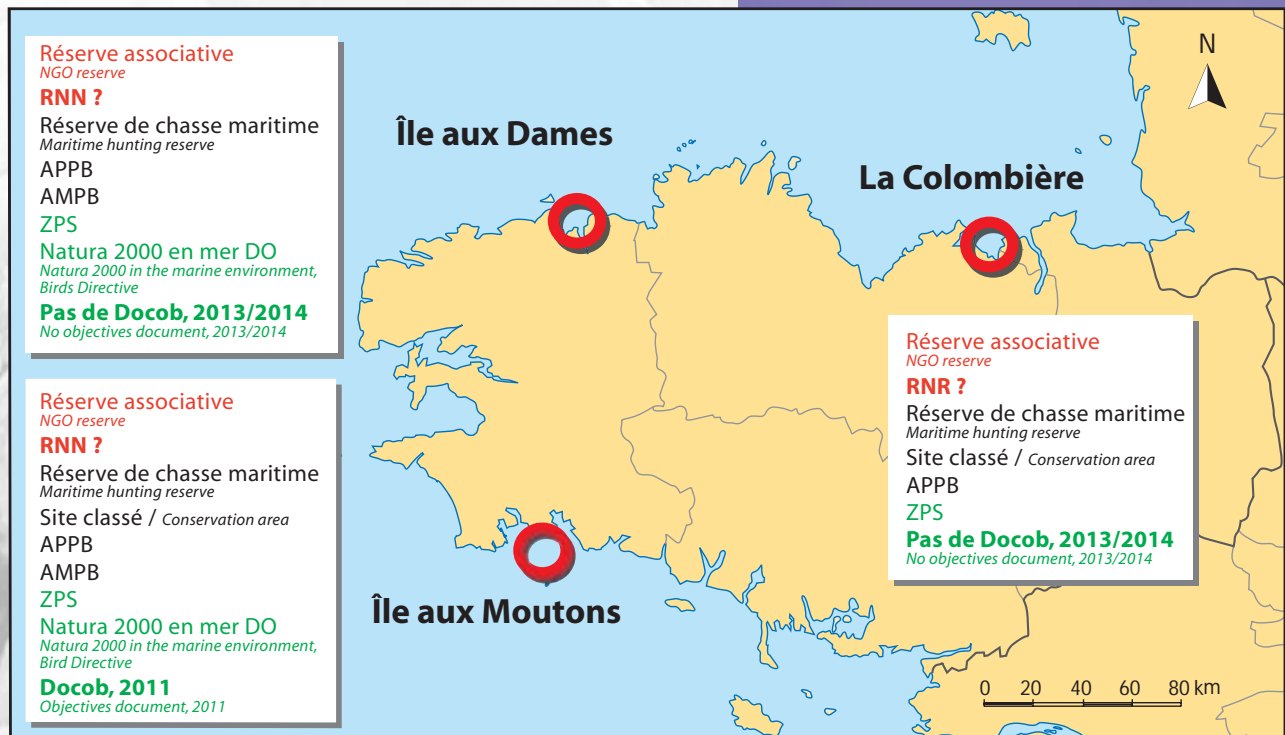 Réserve associative
NGO reserve
RNN ?
Réserve de chasse maritime
Maritime hunting reserve
APPB
AMPB
ZPS
Natura 2000 en mer DO
Natura 2000 in the marine environment,
Birds Directive
Pas de Docob, 2013/2014
No objectives document, 2013/2014
Réserve associative
NGO reserve
RNN ?
Réserve de chasse maritime
Maritime hunting reserve
Site classé / Conservation area
APPB
AMPB
ZPS
Natura 2000 en mer DO
Natura 2000 in the marine environment,
Bird Directive
Docob, 2011
Objectives document, 2011
Île aux Dames
La Colombière
N
Réserve associative
NGO reserve
RNR ?
Réserve de chasse maritime
Maritime hunting reserve
Site classé / Conservation area
APPB
ZPS
Pas de Docob, 2013/2014
No objectives document, 2013/2014
Île aux Moutons
0 20 40 60 80 km